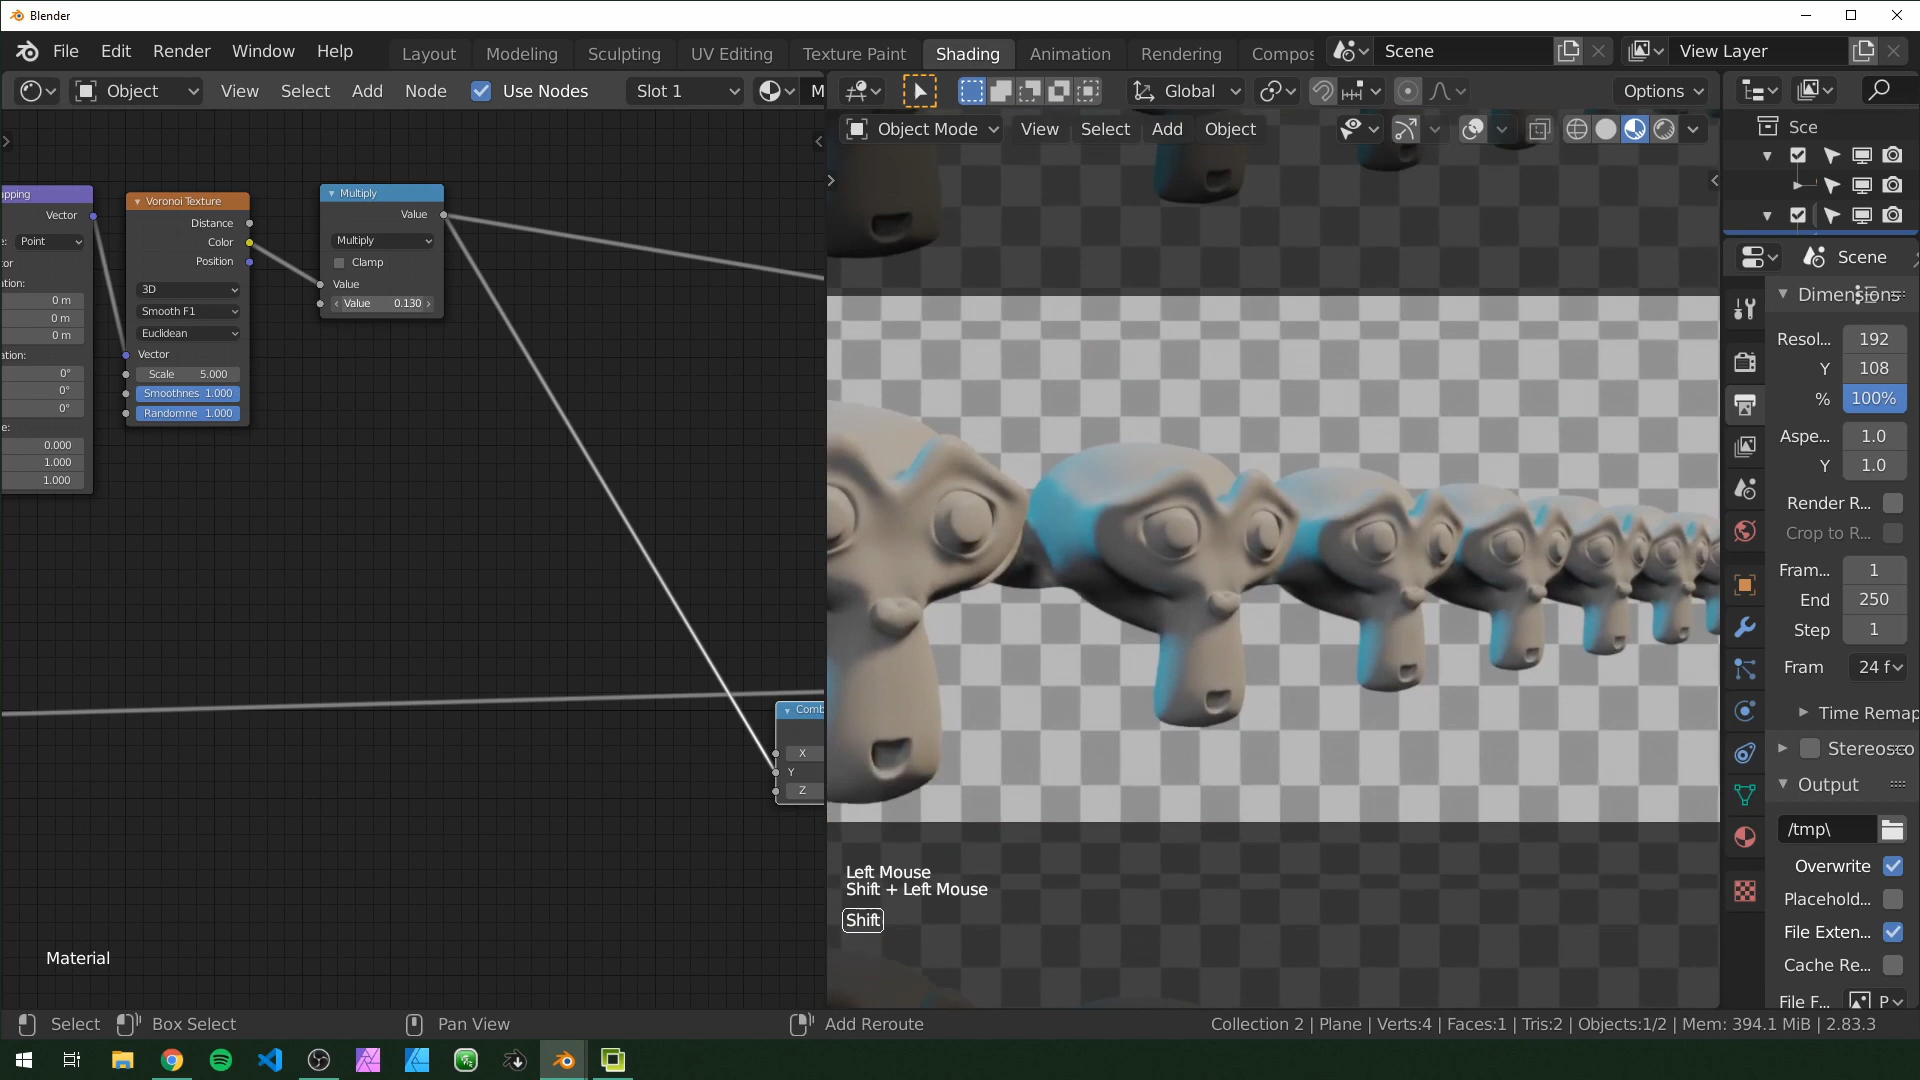 Blender
File Edit Render Window Help
Layout Modeling Sculpting UV Editing Texture Paint Shading Animation Rendering Compos
Scene
View Layer
Object View Select Add Node Use Nodes Slot 1 M
Global
Options
Object Mode View Select Add Object
Sce
Scene
apping
Vector
e: Point
tor
ation:
0 m
0 m
0 m
ation:
0°
0°
0°
e:
0.000
1.000
1.000
Voronoi Texture
Distance
Color
Position
3D
Smooth F1
Euclidean
Vector
Scale 5.000
Smoothnes 1.000
Randomne 1.000
Multiply
Value
Multiply
Clamp
Value
Value 0.130
Comb
X
Y
Z
Material
Left Mouse
Shift + Left Mouse
Shift
Dimensions
Resol... 192
Y 108
% 100%
Aspe... 1.0
Y 1.0
Render R...
Crop to R...
Fram... 1
End 250
Step 1
Fram 24 f
Time Remap
Stereosco
Output
/tmp\
Overwrite
Placehold...
File Exten...
Cache Re...
File F... P
Select Box Select Pan View Add Reroute
Collection 2 | Plane | Verts:4 | Faces:1 | Tris:2 | Objects:1/2 | Mem: 394.1 MiB | 2.83.3